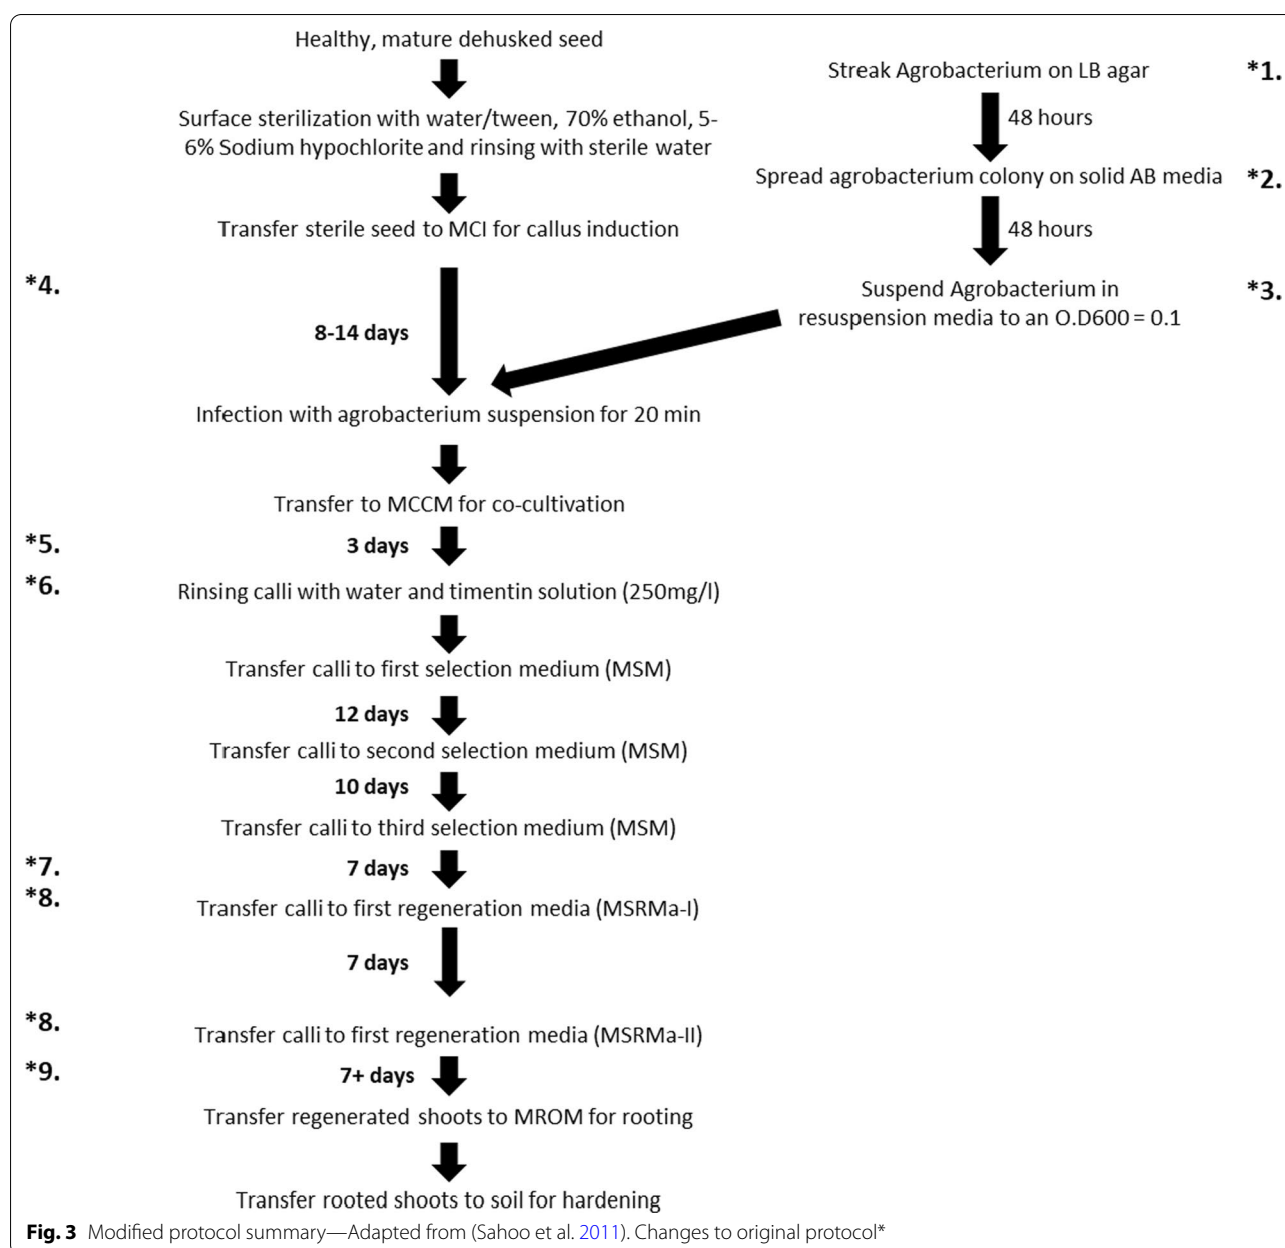 Healthy, mature dehusked seed
Streak Agrobacterium on LB agar
*1.
48 hours
Surface sterilization with water/tween, 70% ethanol, 5-
6% Sodium hypochlorite and rinsing with sterile water
Spread agrobacterium colony on solid AB media
*2.
48 hours
Transfer sterile seed to MCI for callus induction
*4.
8-14 days
Suspend Agrobacterium in
resuspension media to an O.D600 = 0.1
*3.
Infection with agrobacterium suspension for 20 min
Transfer to MCCM for co-cultivation
*5.
3 days
*6.
Rinsing calli with water and timentin solution (250mg/l)
Transfer calli to first selection medium (MSM)
12 days
Transfer calli to second selection medium (MSM)
10 days
Transfer calli to third selection medium (MSM)
*7.
7 days
*8.
Transfer calli to first regeneration media (MSRMa-I)
7 days
*8.
Transfer calli to first regeneration media (MSRMa-II)
*9.
7+ days
Transfer regenerated shoots to MROM for rooting
Transfer rooted shoots to soil for hardening
Fig. 3 Modified protocol summary—Adapted from (Sahoo et al. 2011). Changes to original protocol*